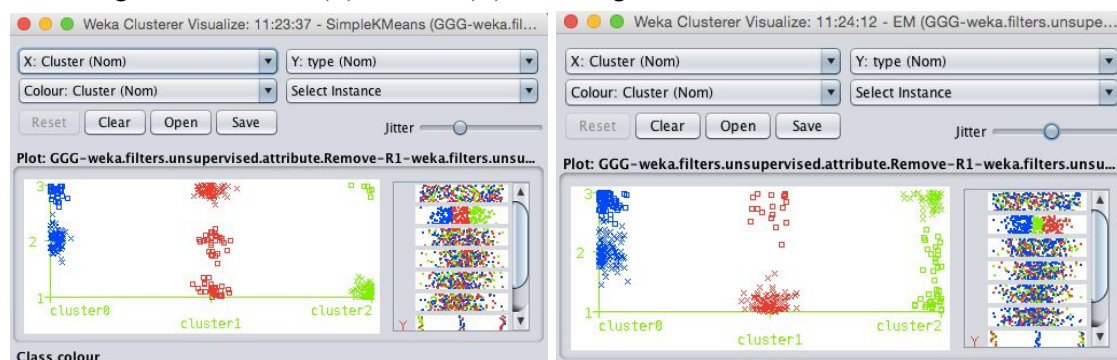 Weka Clusterer Visualize: 11:23:37 - SimpleKMeans (GGG-weka.fil...
X: Cluster (Nom)
Y: type (Nom)
Colour: Cluster (Nom)
Select Instance
Reset
Clear
Open
Save
Jitter
Plot: GGG-weka.filters.unsupervised.attribute.Remove-R1-weka.filters.unsu...
3
2
1
cluster0
cluster1
cluster2
Y
Class colour
Weka Clusterer Visualize: 11:24:12 - EM (GGG-weka.filters.unsupe...
X: Cluster (Nom)
Y: type (Nom)
Colour: Cluster (Nom)
Select Instance
Reset
Clear
Open
Save
Jitter
Plot: GGG-weka.filters.unsupervised.attribute.Remove-R1-weka.filters.unsu...
3
2
1
cluster0
cluster1
cluster2
Y